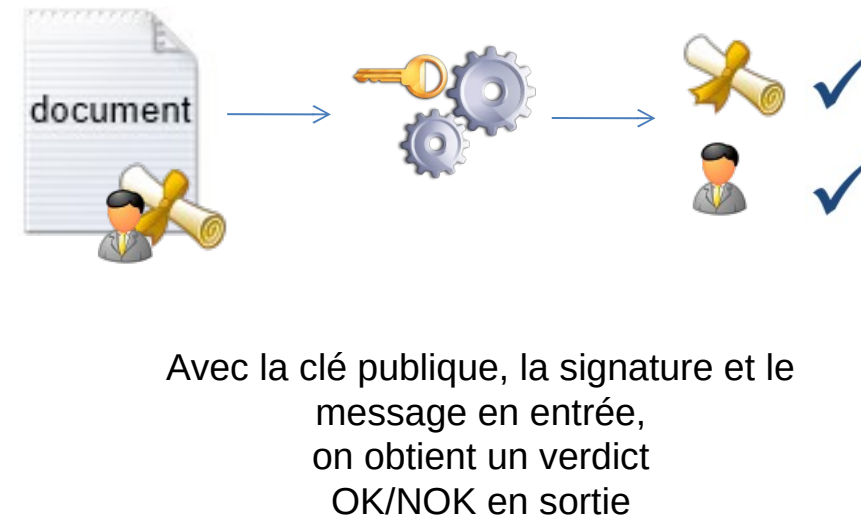 document
Avec la clé publique, la signature et le
message en entrée,
on obtient un verdict
OK/NOK en sortie